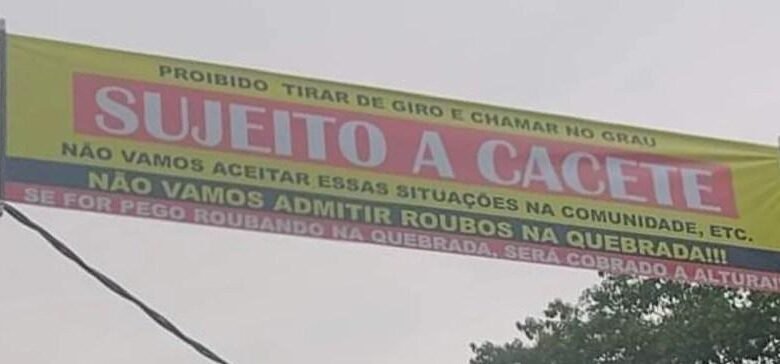 PROIBIDO TIRAR DE GIRO E CHAMAR NO GRAU
SUJEITO A CACETE
NÃO VAMOS ACEITAR ESSAS SITUAÇÕES NA COMUNIDADE, ETC.
NÃO VAMOS ADMITIR ROUBOS NA QUEBRADA!!!
SE FOR PEGO ROUBANDO NA QUEBRADA, SERÁ COBRADO A ALTURA!